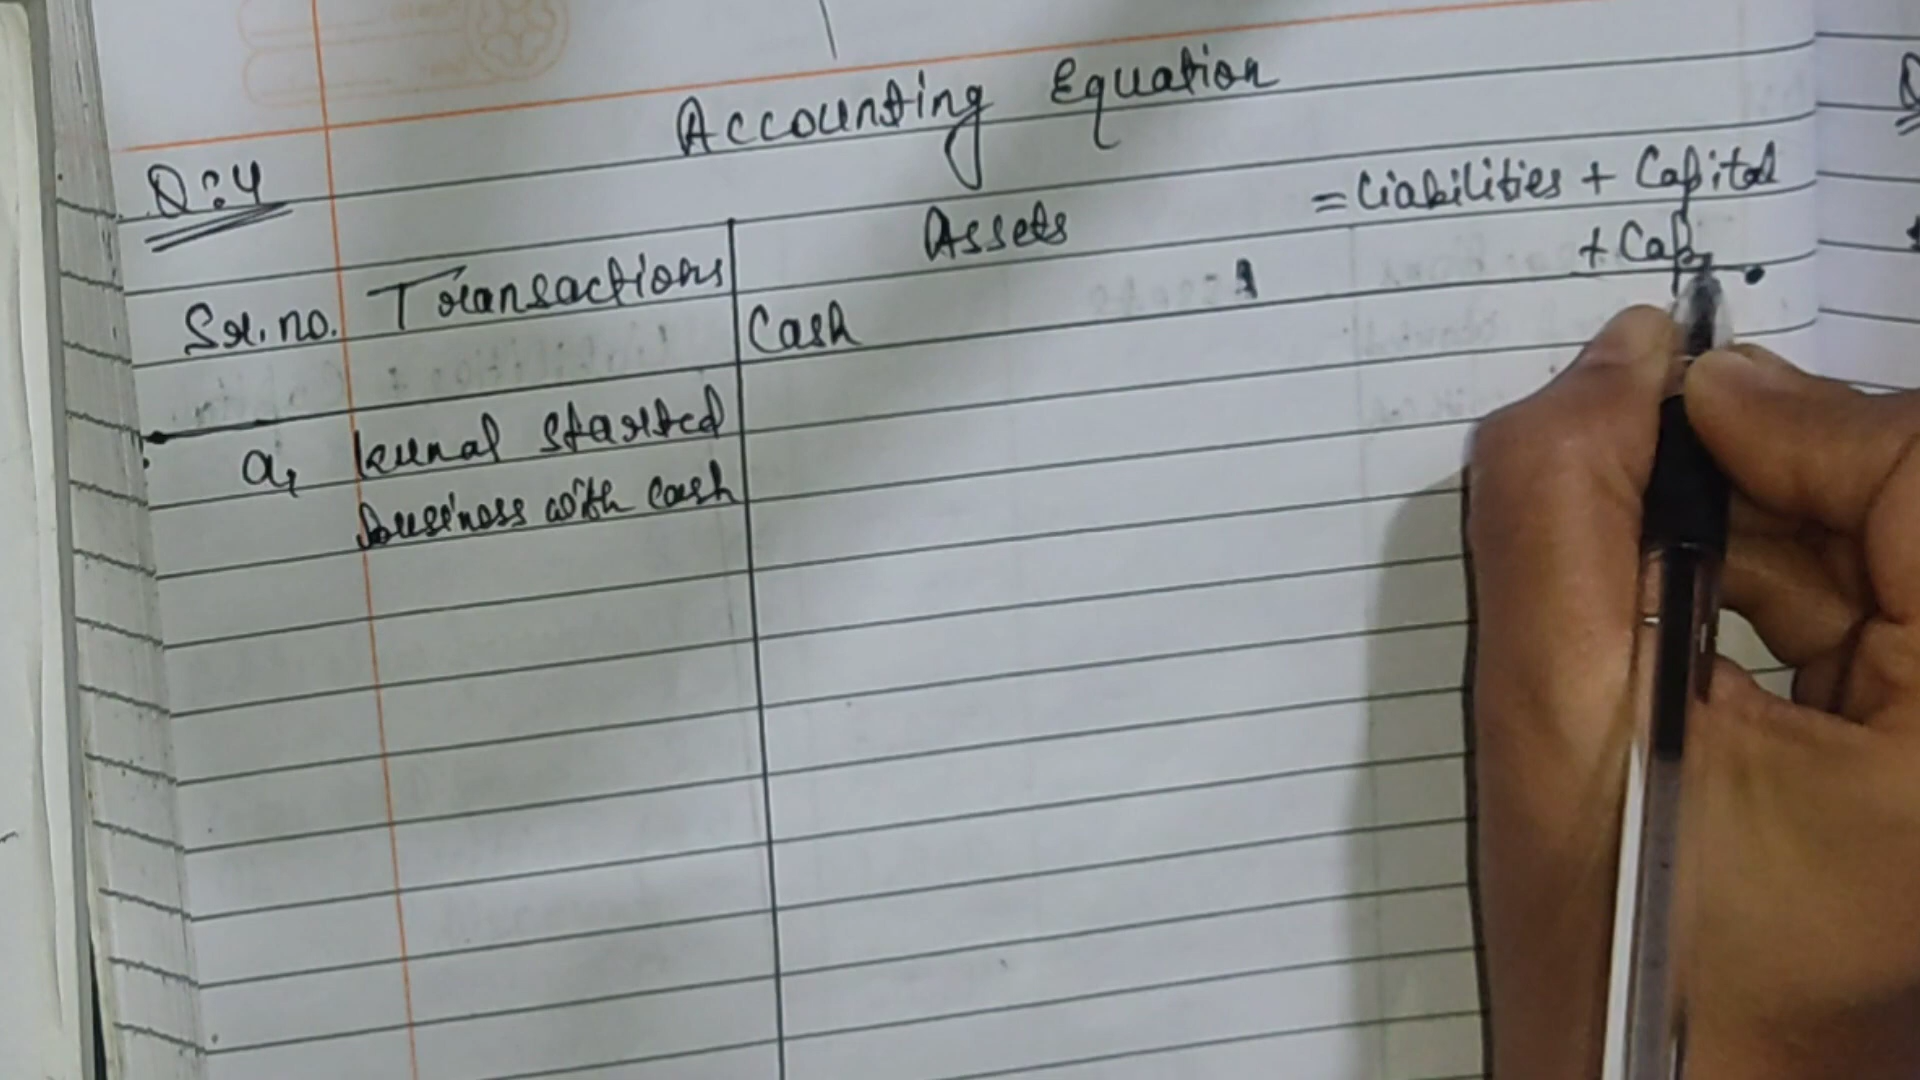 Accounting Equation
Q:4
Assets = Liabilities + Capital
Sr. no. Transactions Cash + Cap
a, kunal started
business with cash